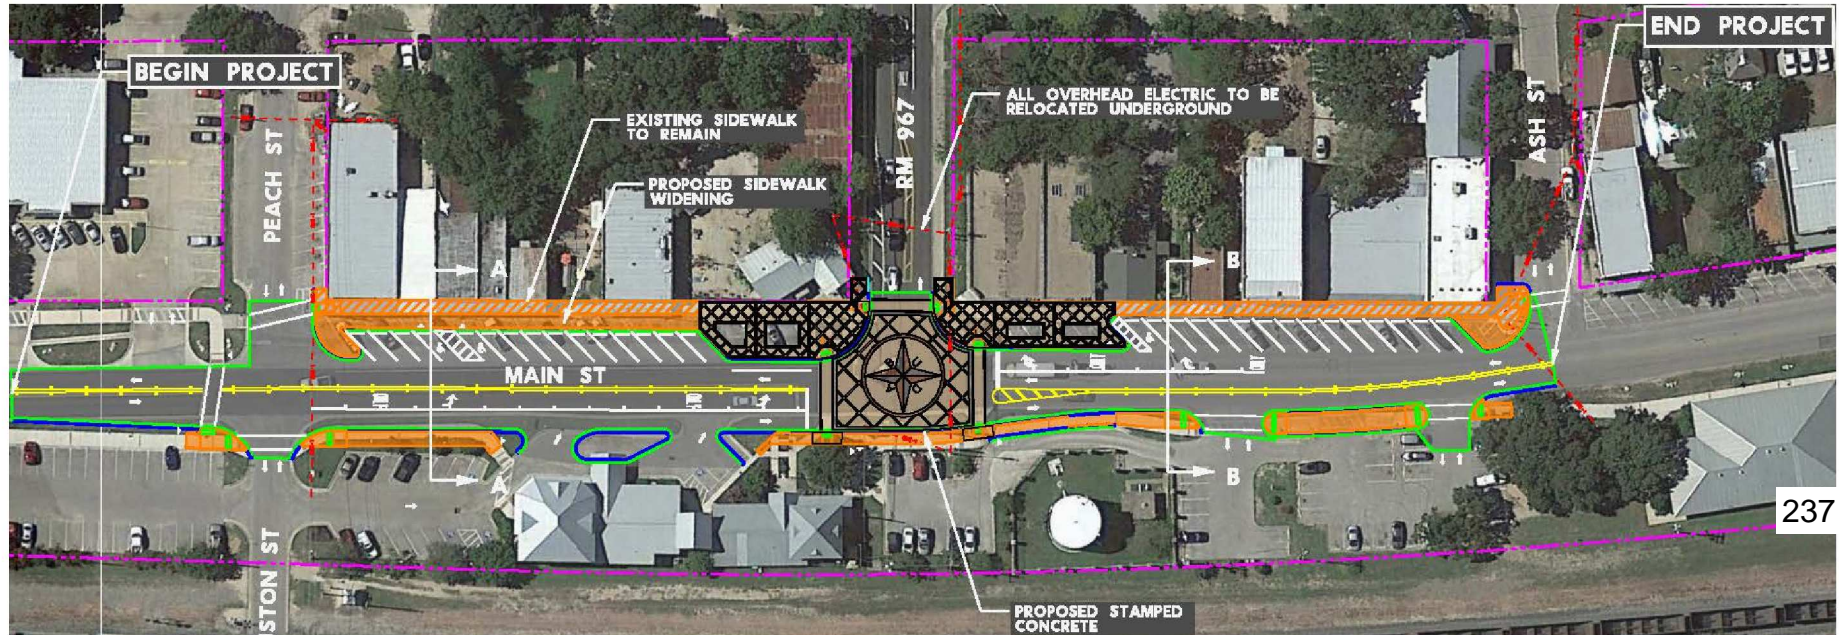 BEGIN PROJECT
END PROJECT
PEACH ST
EXISTING SIDEWALK
TO REMAIN
PROPOSED SIDEWALK
WIDENING
RM 967
ALL OVERHEAD ELECTRIC TO BE
RELOCATED UNDERGROUND
ASH ST
A
B
MAIN ST
A
B
237
STON ST
PROPOSED STAMPED
CONCRETE